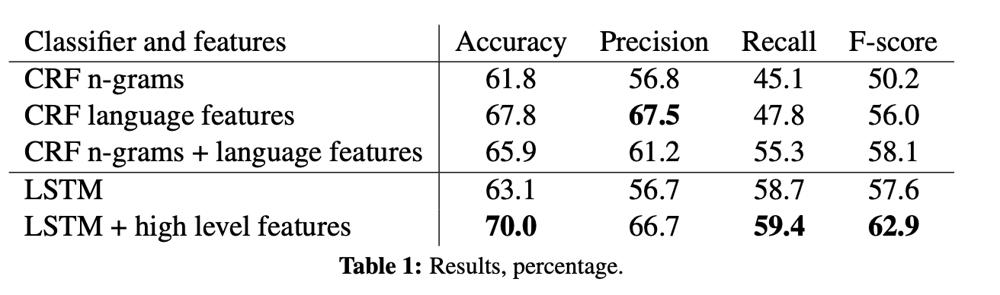 Classifier and features Accuracy Precision Recall F-score
CRF n-grams 61.8 56.8 45.1 50.2
CRF language features 67.8 67.5 47.8 56.0
CRF n-grams + language features 65.9 61.2 55.3 58.1
LSTM 63.1 56.7 58.7 57.6
LSTM + high level features 70.0 66.7 59.4 62.9
Table 1: Results, percentage.